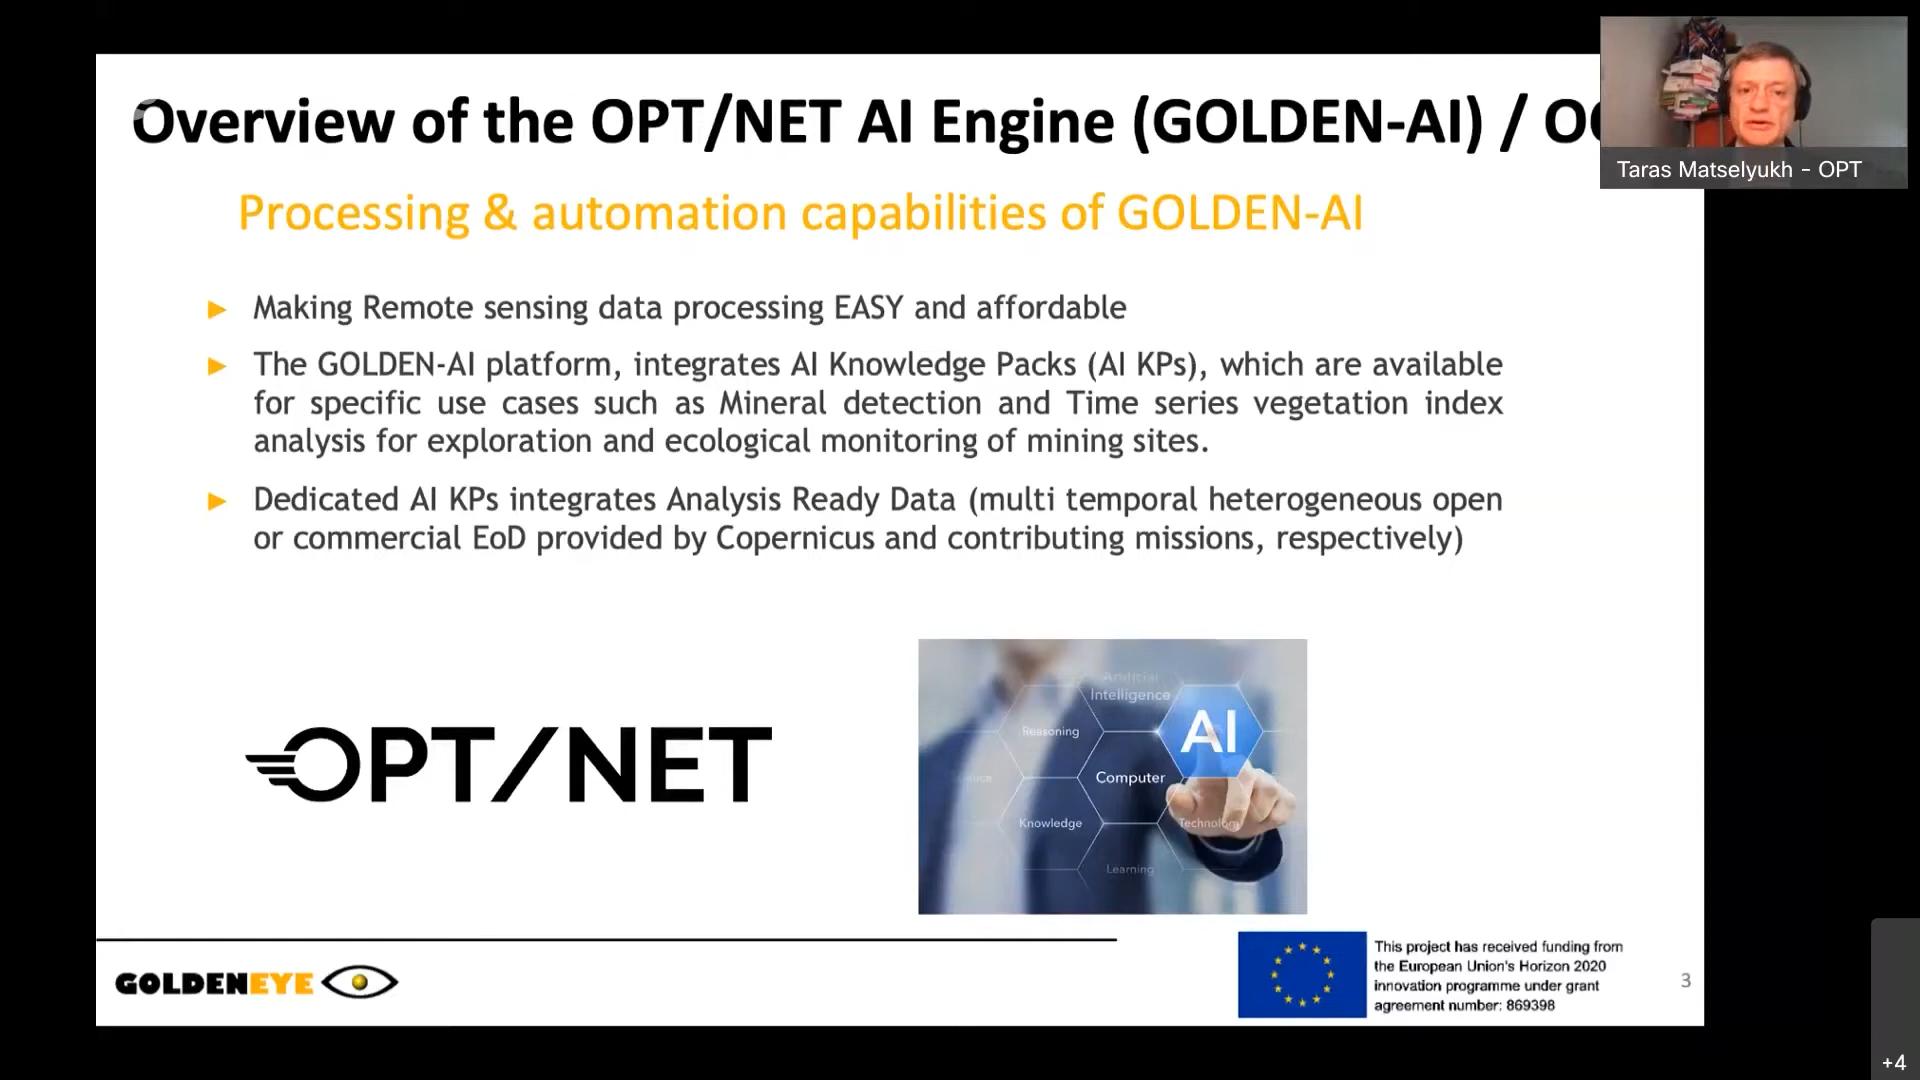 Overview of the OPT/NET AI Engine (GOLDEN-AI) /
Taras Matselyukh - OPT
Processing & automation capabilities of GOLDEN-AI
Making Remote sensing data processing EASY and affordable
The GOLDEN-AI platform, integrates AI Knowledge Packs (AI KPs), which are available
for specific use cases such as Mineral detection and Time series vegetation index
analysis for exploration and ecological monitoring of mining sites.
Dedicated AI KPs integrates Analysis Ready Data (multi temporal heterogeneous open
or commercial EoD provided by Copernicus and contributing missions, respectively)
OPT/NET
Artificial
Intelligence
AI
Reasoning
Computer
Knowledge
Technology
Learning
GOLDENEYE
This project has received funding from
the European Union's Horizon 2020
innovation programme under grant
agreement number: 869398
3
+4